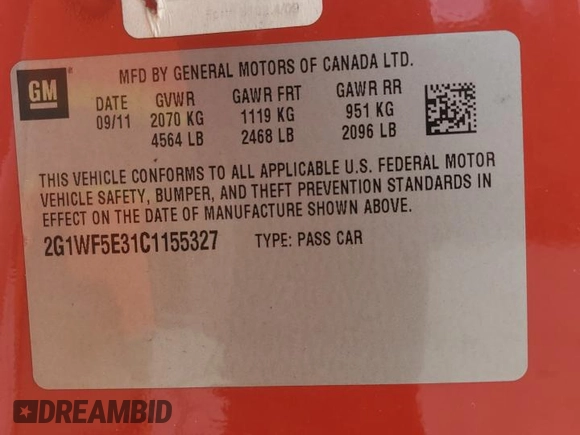 GM
MFD BY GENERAL MOTORS OF CANADA LTD.
DATE GVWR GAWR FRT GAWR RR
09/11 2070 KG 1119 KG 951 KG
4564 LB 2468 LB 2096 LB
THIS VEHICLE CONFORMS TO ALL APPLICABLE U.S. FEDERAL MOTOR
VEHICLE SAFETY, BUMPER, AND THEFT PREVENTION STANDARDS IN
EFFECT ON THE DATE OF MANUFACTURE SHOWN ABOVE.
2G1WF5E31C1155327 TYPE: PASS CAR
DREAMBID